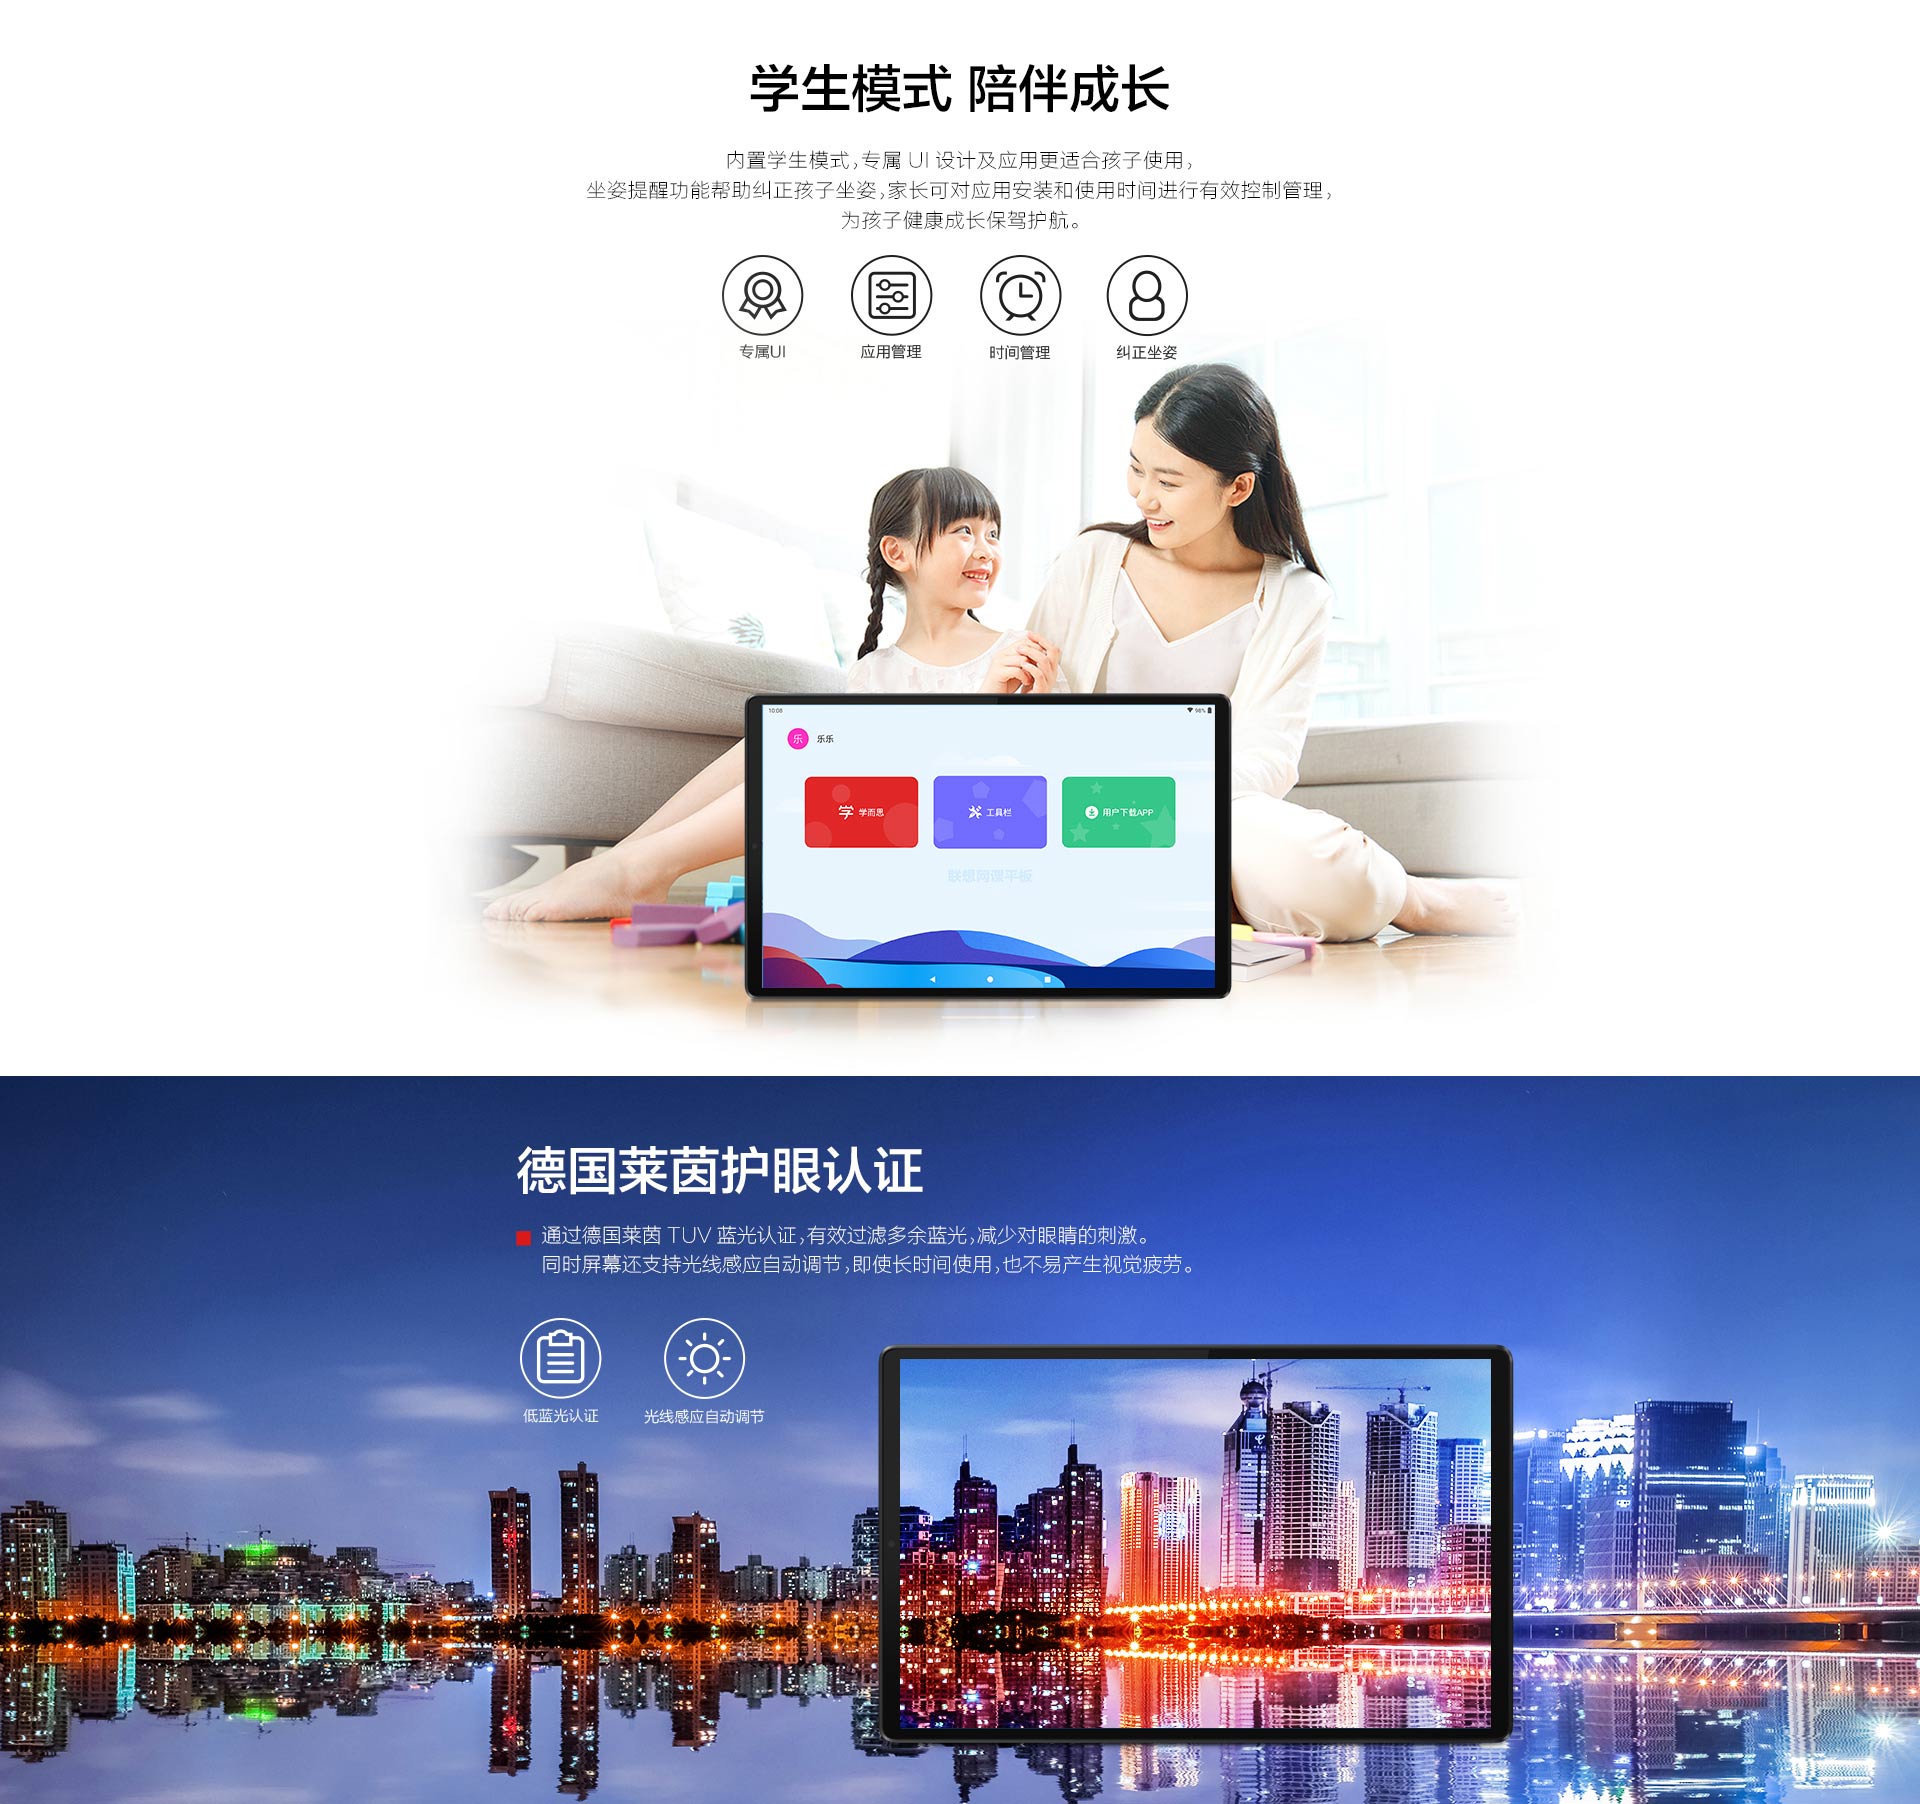 学生模式 陪伴成长
内置学生模式，专属 UI 设计及应用更适合孩子使用，
坐姿提醒功能帮助纠正孩子坐姿，家长可对应用安装和使用时间进行有效控制管理，
为孩子健康成长保驾护航。
专属UI
应用管理
时间管理
纠正坐姿
10:08
98%
乐 乐乐
学 学而思
工具栏
用户下载APP
联想网课平板
德国莱茵护眼认证
通过德国莱茵 TUV 蓝光认证，有效过滤多余蓝光，减少对眼睛的刺激。
同时屏幕还支持光线感应自动调节，即使长时间使用，也不易产生视觉疲劳。
低蓝光认证
光线感应自动调节
CMBC